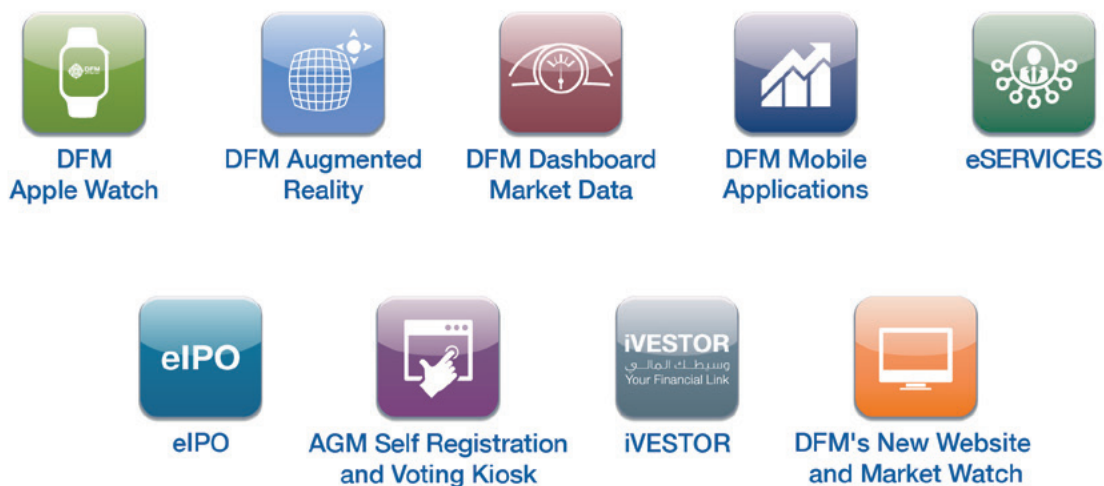 DFM
DFM
Apple Watch
DFM Augmented
Reality
DFM Dashboard
Market Data
DFM Mobile
Applications
eSERVICES
eIPO
eIPO
AGM Self Registration
and Voting Kiosk
iVESTOR
وسيطك المالي
Your Financial Link
iVESTOR
DFM's New Website
and Market Watch